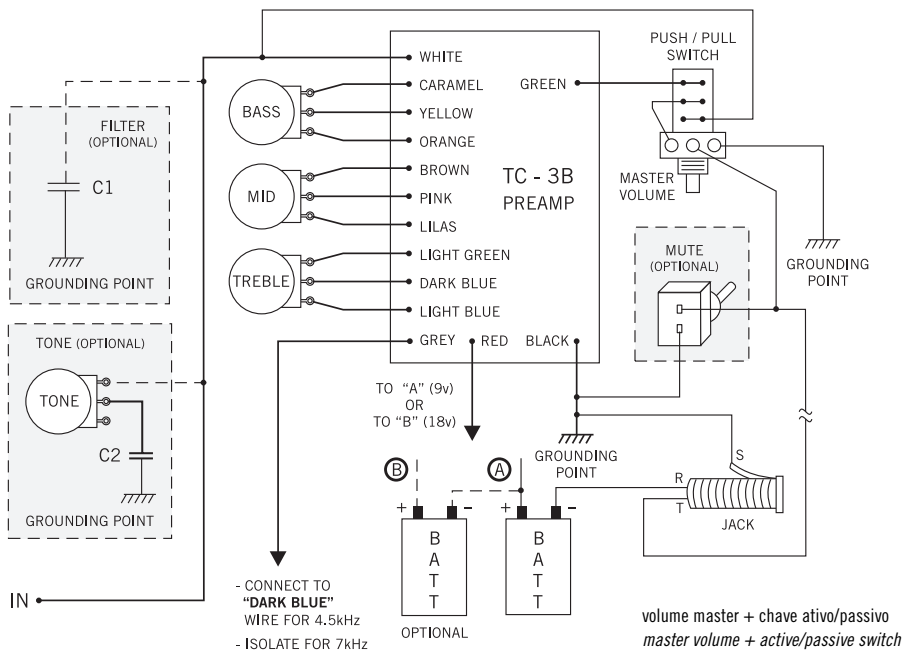 PUSH / PULL
SWITCH
WHITE
CARAMEL
GREEN
YELLOW
ORANGE
BASS
BROWN
PINK
LILAS
MID
TC - 3B
PREAMP
MASTER
VOLUME
LIGHT GREEN
DARK BLUE
LIGHT BLUE
TREBLE
GREY
RED
BLACK
FILTER
(OPTIONAL)
C1
GROUNDING POINT
MUTE
(OPTIONAL)
GROUNDING
POINT
TONE (OPTIONAL)
TONE
C2
GROUNDING POINT
TO “A” (9v)
OR
TO “B” (18v)
GROUNDING
POINT
B
A
S
R
T
JACK
+
-
+
-
B
A
T
T
B
A
T
T
OPTIONAL
IN
- CONNECT TO
“DARK BLUE”
WIRE FOR 4.5kHz
- ISOLATE FOR 7kHz
volume master + chave ativo/passivo
master volume + active/passive switch